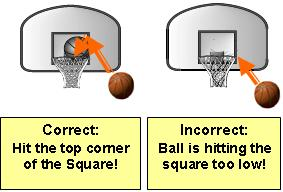 Correct:
Hit the top corner
of the Square!
Incorrect:
Ball is hitting the
square too low!